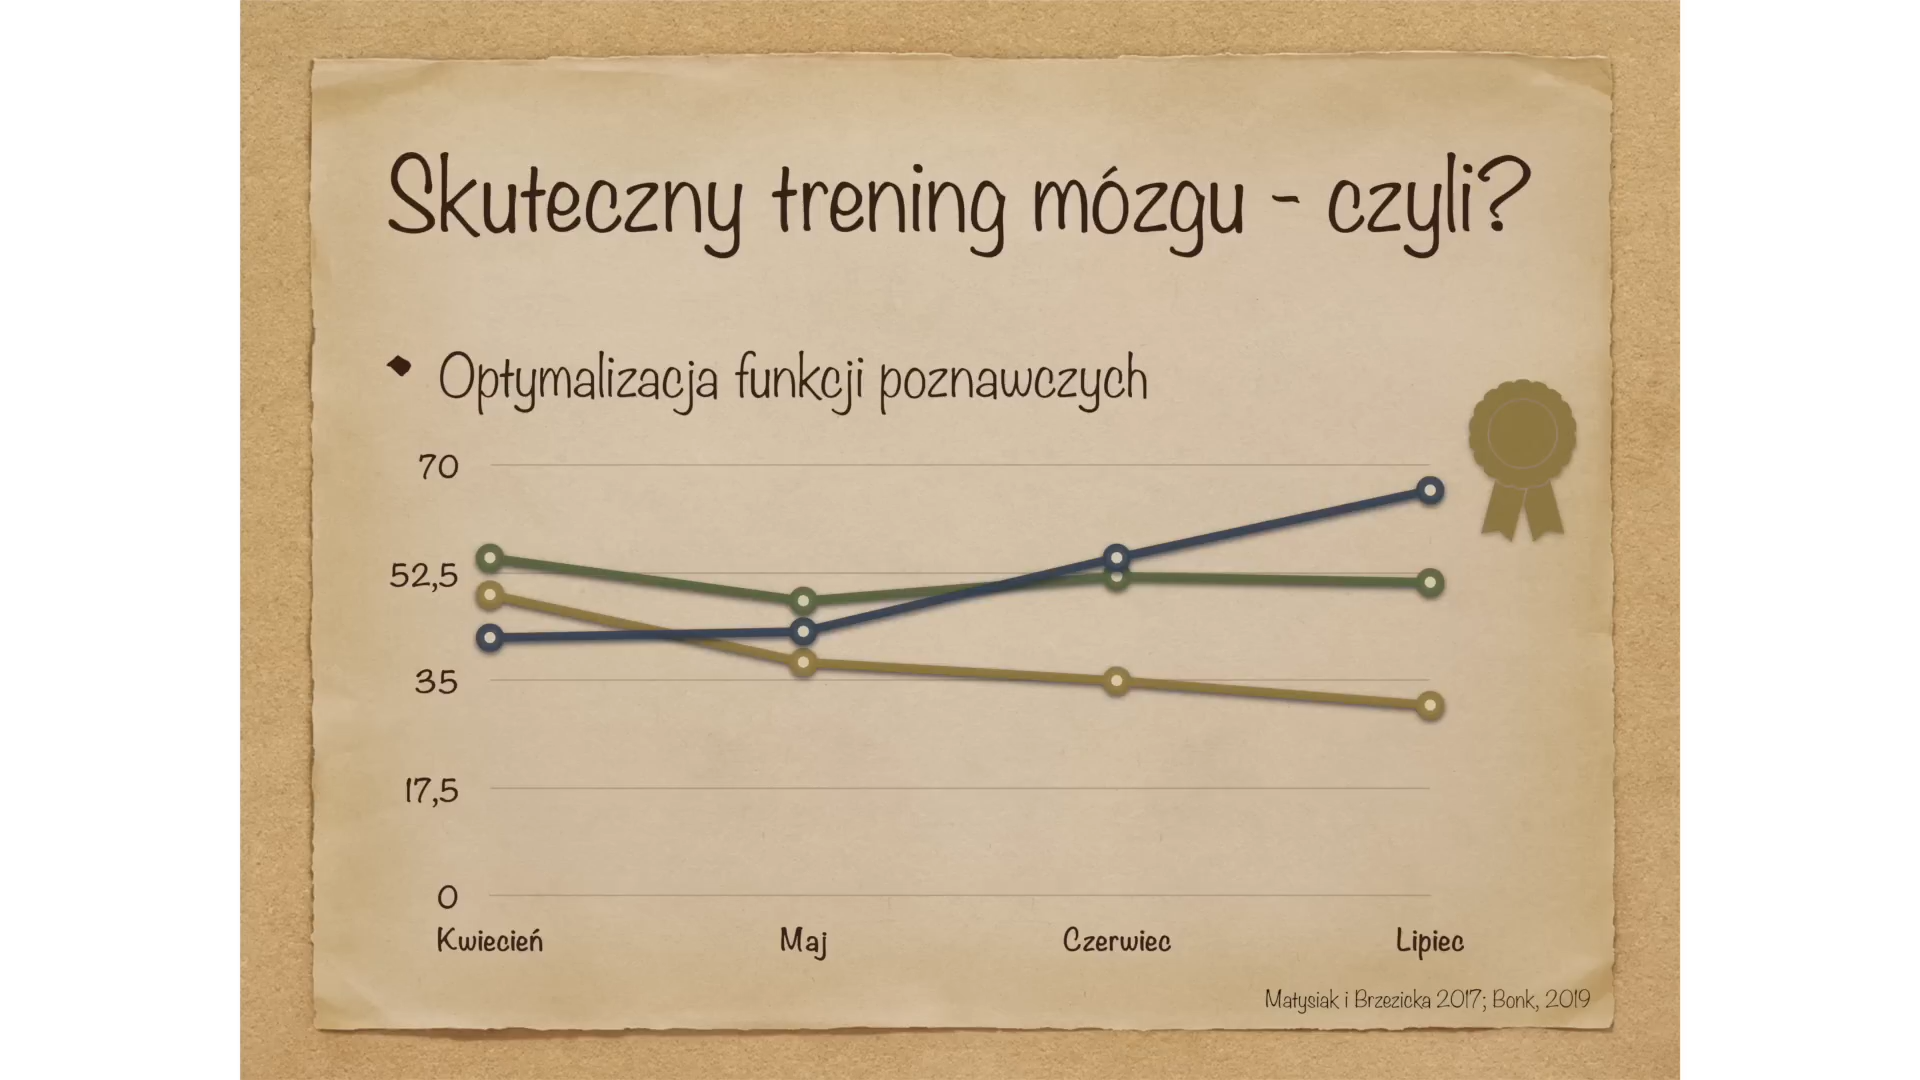 Skuteczny trening mózgu - czyli?
Optymalizacja funkcji poznawczych
70
52,5
35
17,5
0
Kwiecień Maj Czerwiec Lipiec
Matysiak i Brzezicka 2017; Bonk, 2019